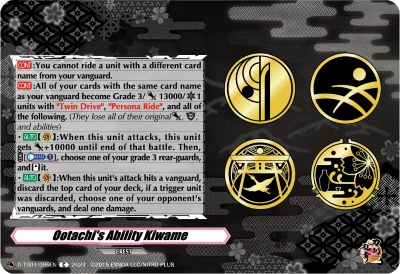 CONT:You cannot ride a unit with a different card
name from your vanguard.
CONT:All of your cards with the same card name
as your vanguard become Grade 3/ 13000/ 1
units with "Twin Drive", "Persona Ride", and all of
the following. (They lose all of their original ,
and abilities)
• AUTO :When this unit attacks, this unit
gets +10000 until end of that battle. Then,
[ 1], choose one of your grade 3 rear-guards,
and it.
• AUTO :When this unit's attack hits a vanguard,
discard the top card of your deck, if a trigger unit
was discarded, choose one of your opponent's
vanguards, and deal one damage.
Ootachi's Ability Kiwame
CREST
2024 ©2015 EXNOA LLC/NITRO PLUS